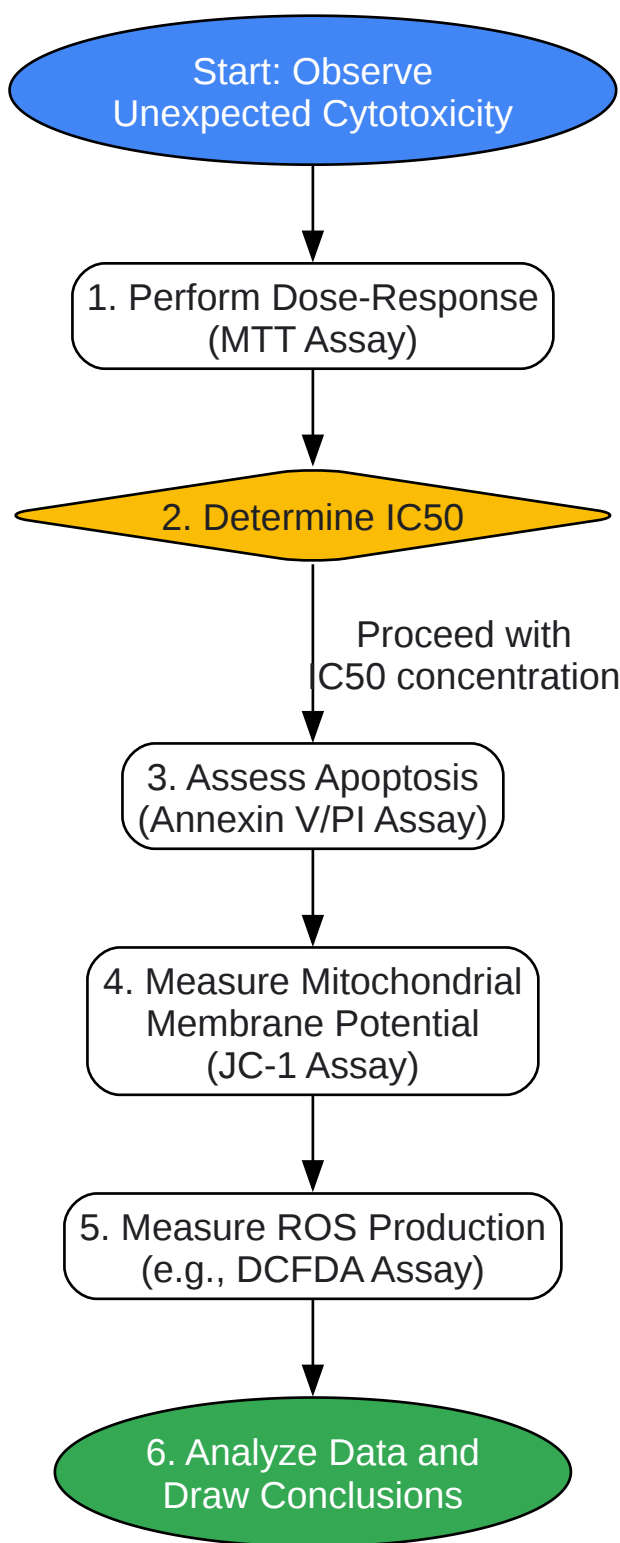 Start: Observe
Unexpected Cytotoxicity
1. Perform Dose-Response
(MTT Assay)
2. Determine IC50
Proceed with
IC50 concentration
3. Assess Apoptosis
(Annexin V/PI Assay)
4. Measure Mitochondrial
Membrane Potential
(JC-1 Assay)
5. Measure ROS Production
(e.g., DCFDA Assay)
6. Analyze Data and
Draw Conclusions